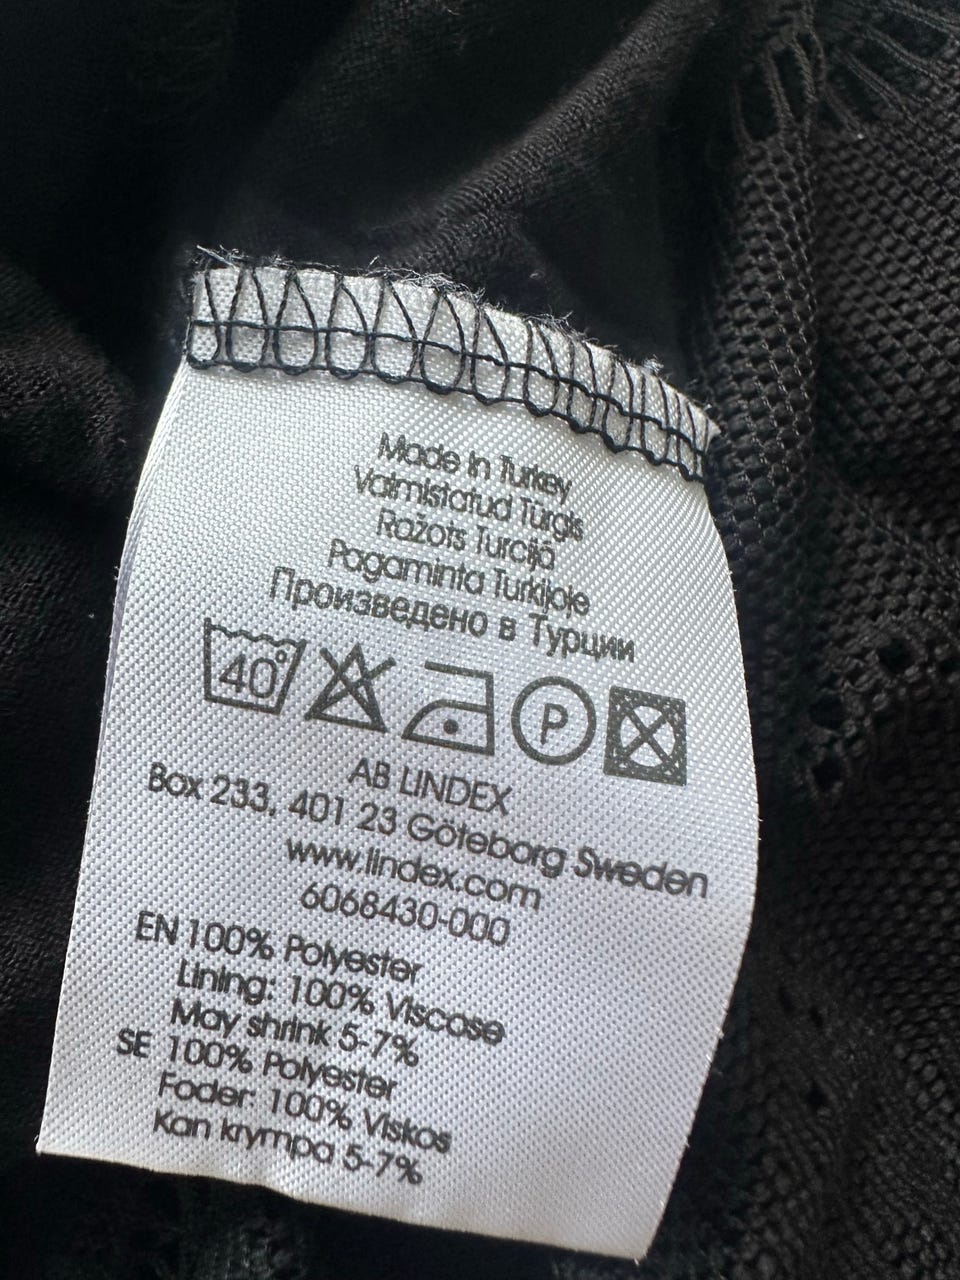 Made in Turkey
Valmistatud Türgis
Ražots Turcijā
Pagaminta Turkijoje
Произведено в Турции
40° P
AB LINDEX
Box 233, 401 23 Göteborg Sweden
www.lindex.com
6068430-000
EN 100% Polyester
Lining: 100% Viscose
May shrink 5-7%
SE 100% Polyester
Foder: 100% Viskos
Kan krympa 5-7%